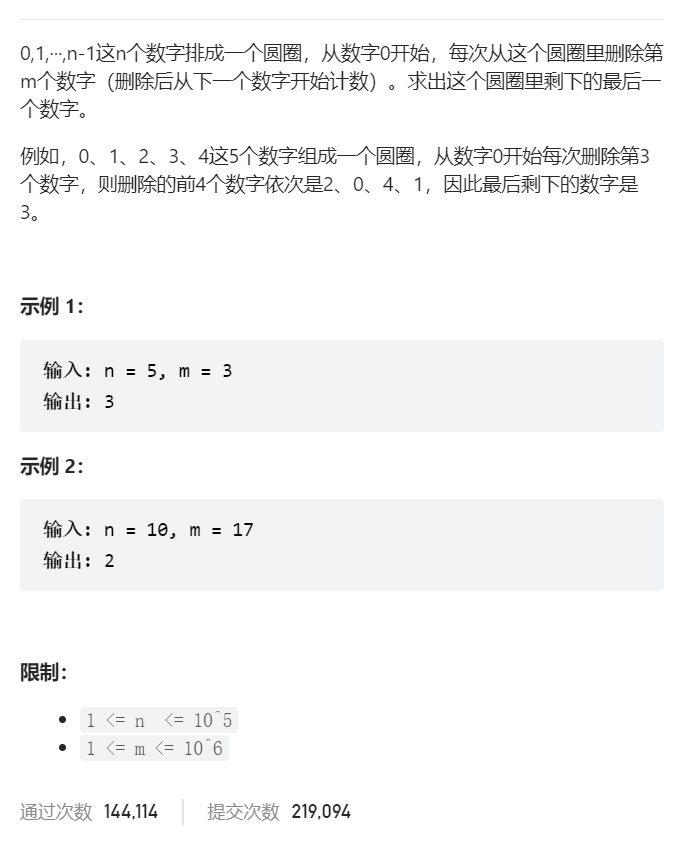 0,1,···,n-1这n个数字排成一个圆圈，从数字0开始，每次从这个圆圈里删除第
m个数字（删除后从下一个数字开始计数）。求出这个圆圈里剩下的最后一
个数字。
例如，0、1、2、3、4这5个数字组成一个圆圈，从数字0开始每次删除第3
个数字，则删除的前4个数字依次是2、0、4、1，因此最后剩下的数字是
3。
示例 1：
输入: n = 5, m = 3
输出: 3
示例 2：
输入: n = 10, m = 17
输出: 2
限制：
1 <= n  <= 10^5
1 <= m <= 10^6
通过次数 144,114 提交次数 219,094